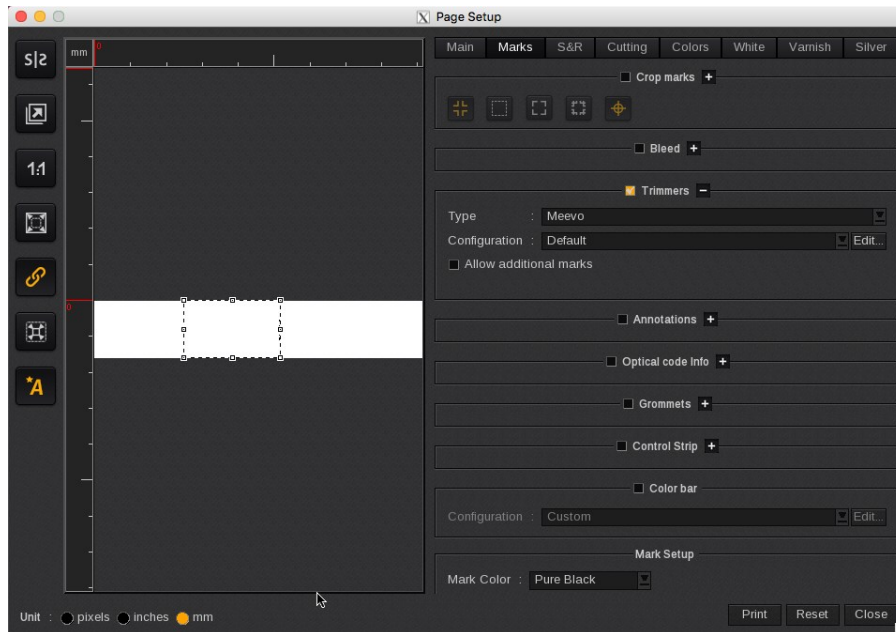 Page Setup
S|S
mm
0
1:1
0
*A
Main Marks S&R Cutting Colors White Varnish Silver
Crop marks +
Bleed +
Trimmers −
Type : Meevo
Configuration : Default Edit...
Allow additional marks
Annotations +
Optical code Info +
Grommets +
Control Strip +
Color bar
Configuration : Custom Edit...
Mark Setup
Mark Color : Pure Black
Unit : pixels inches mm
Print Reset Close